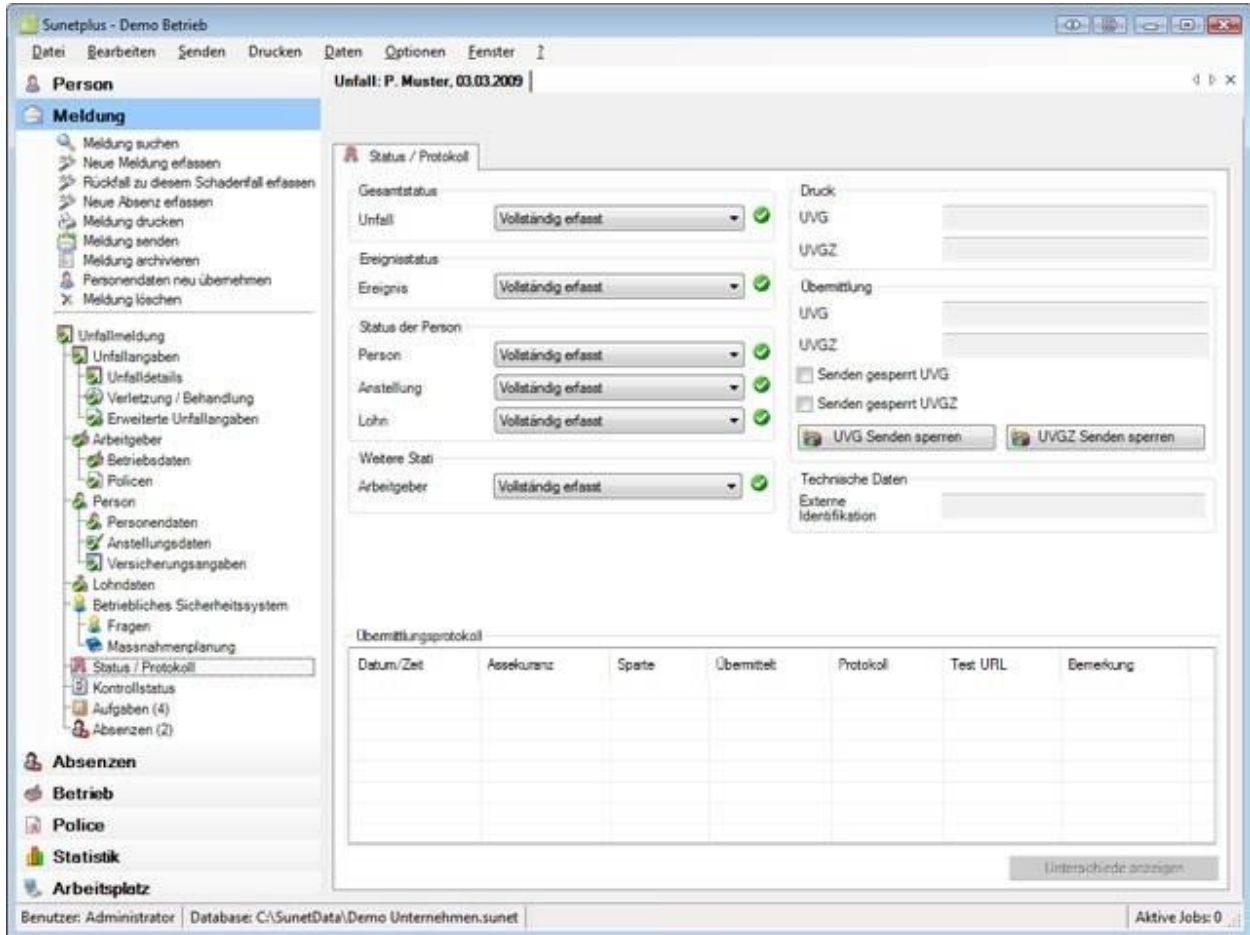 Sunetplus - Demo Betrieb
Datei Bearbeiten Senden Drucken Daten Optionen Fenster ?
Person
Meldung
Meldung suchen
Neue Meldung erfassen
Rückfall zu diesem Schadenfall erfassen
Neue Absenz erfassen
Meldung drucken
Meldung senden
Meldung archivieren
Personendaten neu übernehmen
Meldung löschen
Unfallmeldung
Unfallangaben
Unfalldetails
Verletzung / Behandlung
Erweiterte Unfallangaben
Arbeitgeber
Betriebsdaten
Policen
Person
Personendaten
Anstellungsdaten
Versicherungsangaben
Lohndaten
Betriebliches Sicherheitssystem
Fragen
Massnahmenplanung
Status / Protokoll
Kontrollstatus
Aufgaben (4)
Absenzen (2)
Absenzen
Betrieb
Police
Statistik
Arbeitsplatz
Unfall: P. Muster, 03.03.2009
Status / Protokoll
Gesamtstatus
Unfall Vollständig erfasst
Ereignisstatus
Ereignis Vollständig erfasst
Status der Person
Person Vollständig erfasst
Anstellung Vollständig erfasst
Lohn Vollständig erfasst
Weitere Stati
Arbeitgeber Vollständig erfasst
Druck
UVG
UVGZ
Übermittlung
UVG
UVGZ
Senden gesperrt UVG
Senden gesperrt UVGZ
UVG Senden sperren UVGZ Senden sperren
Technische Daten
Externe
Identifikation
Übermittlungsprotokoll
Datum/Zeit Assekuranz Sparte Übermittelt Protokoll Test URL Bemerkung
Unterschiede anzeigen
Benutzer: Administrator Database: C:\SunetData\Demo Unternehmen.sunet Aktive Jobs: 0